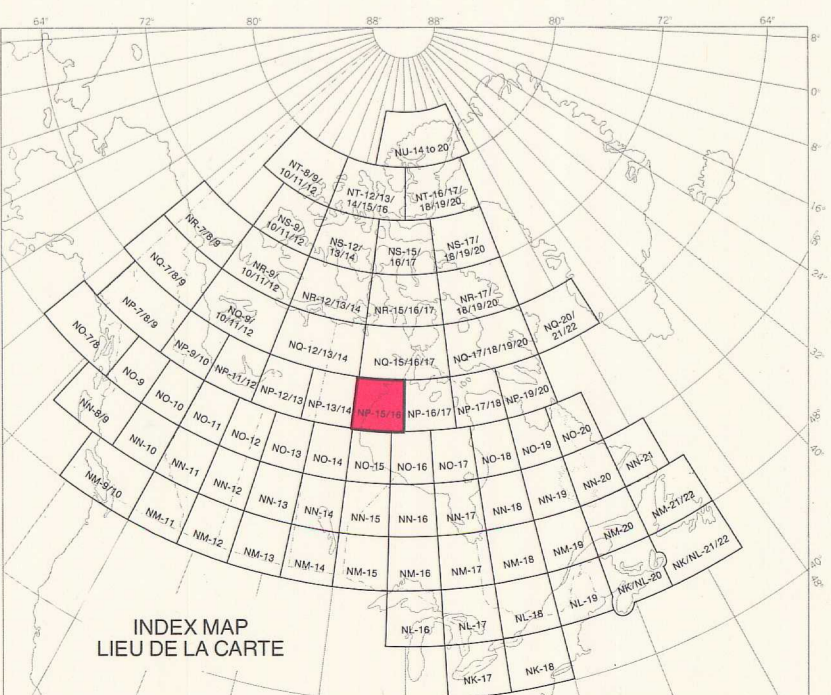 64° 72° 80° 88° 88° 80° 72° 64°
8°
0°
8°
16°
24°
32°
40°
48°
40°
48°
NU-14 to 20
NT-8/9/
10/11/12
NT-12/13/
14/15/16
NT-16/17/
18/19/20
NR-7/8/9
NS-9/
10/11/12
NS-12/
13/14
NS-15/
16/17
NS-17/
18/19/20
NQ-7/8/9
NR-9/
10/11/12
NR-12/13/14
NR-15/16/17
NR-17/
18/19/20
NO-7/8
NP-7/8/9
NQ-9/
10/11/12
NQ-12/13/14
NQ-15/16/17
NQ-17/18/19/20
NQ-20/
21/22
NP-9/10
NP-11/12
NP-12/13
NP-13/14
NP-15/16
NP-16/17
NP-17/18
NP-19/20
NN-8/9
NO-9
NO-10
NO-11
NO-12
NO-13
NO-14
NO-15
NO-16
NO-17
NO-18
NO-19
NO-20
NM-9/10
NN-10
NN-11
NN-12
NN-13
NN-14
NN-15
NN-16
NN-17
NN-18
NN-19
NN-20
NN-21
NM-11
NM-12
NM-13
NM-14
NM-15
NM-16
NM-17
NM-18
NM-19
NM-20
NM-21/22
NL-16
NL-17
NL-18
NL-19
NK/NL-20
NK/NL-21/22
NK-17
NK-18
INDEX MAP
LIEU DE LA CARTE